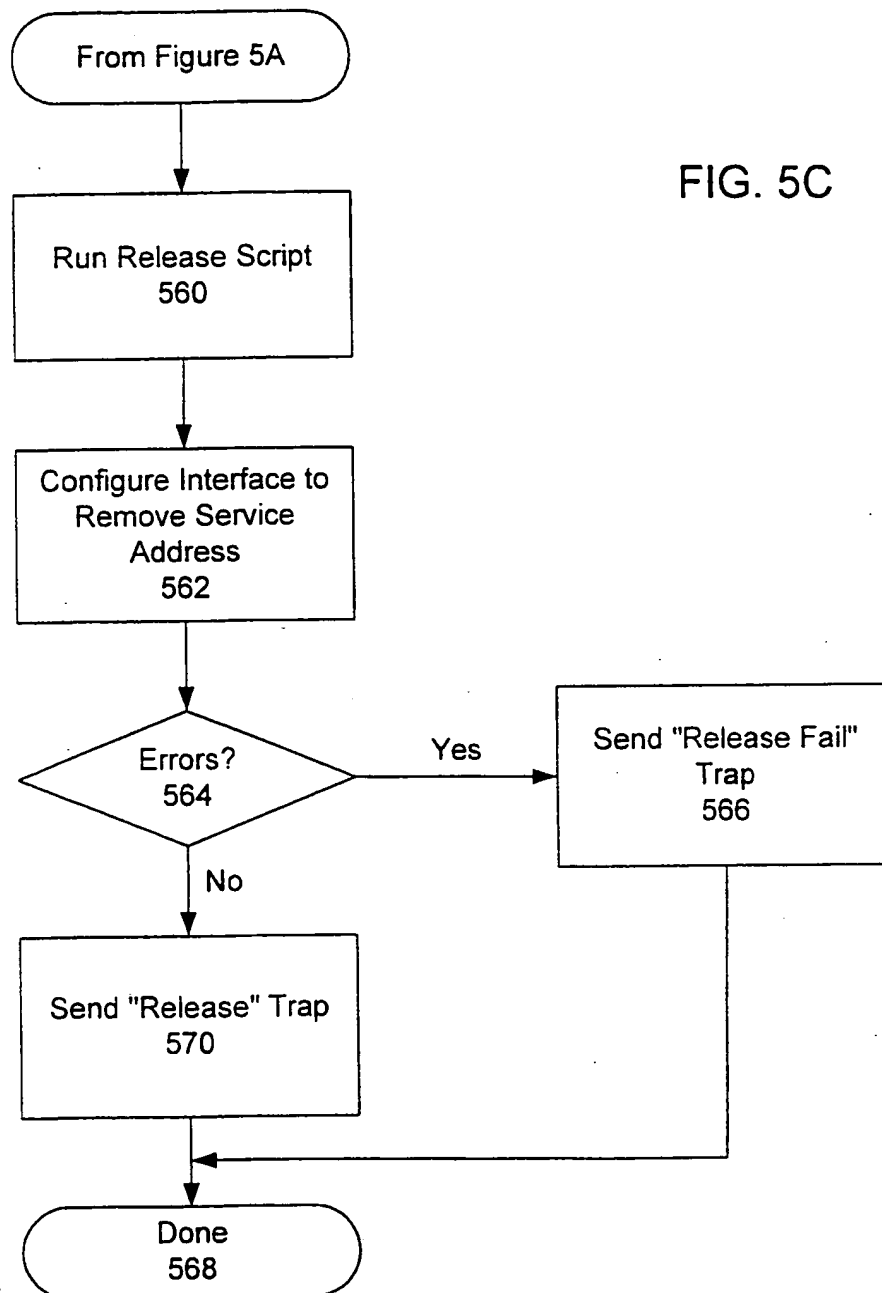 From Figure 5A
FIG. 5C
Run Release Script
560
Configure Interface to
Remove Service
Address
562
Errors?
564
Yes
Send "Release Fail"
Trap
566
No
Send "Release" Trap
570
Done
568